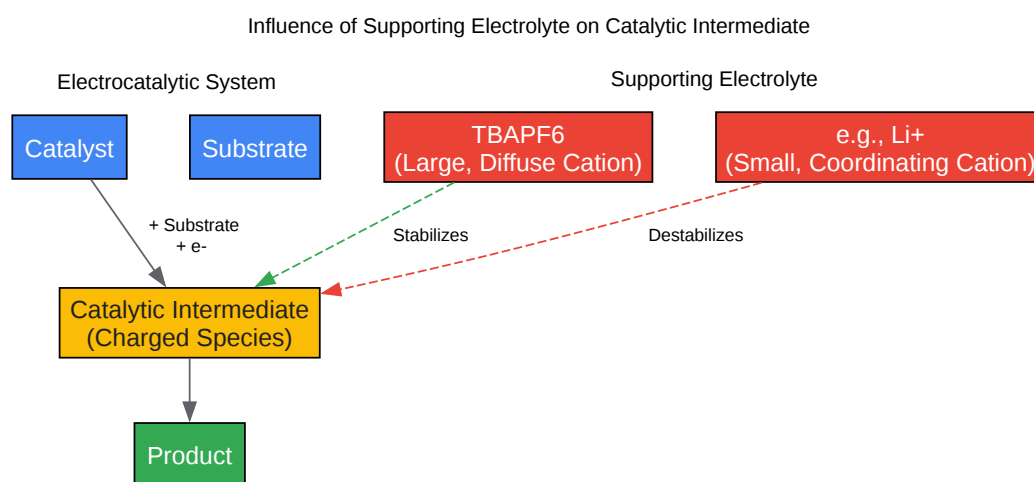 Influence of Supporting Electrolyte on Catalytic Intermediate
Electrocatalytic System
Supporting Electrolyte
Catalyst
Substrate
TBAPF6
(Large, Diffuse Cation)
e.g., Li+
(Small, Coordinating Cation)
+ Substrate
+ e-
Stabilizes
Destabilizes
Catalytic Intermediate
(Charged Species)
Product